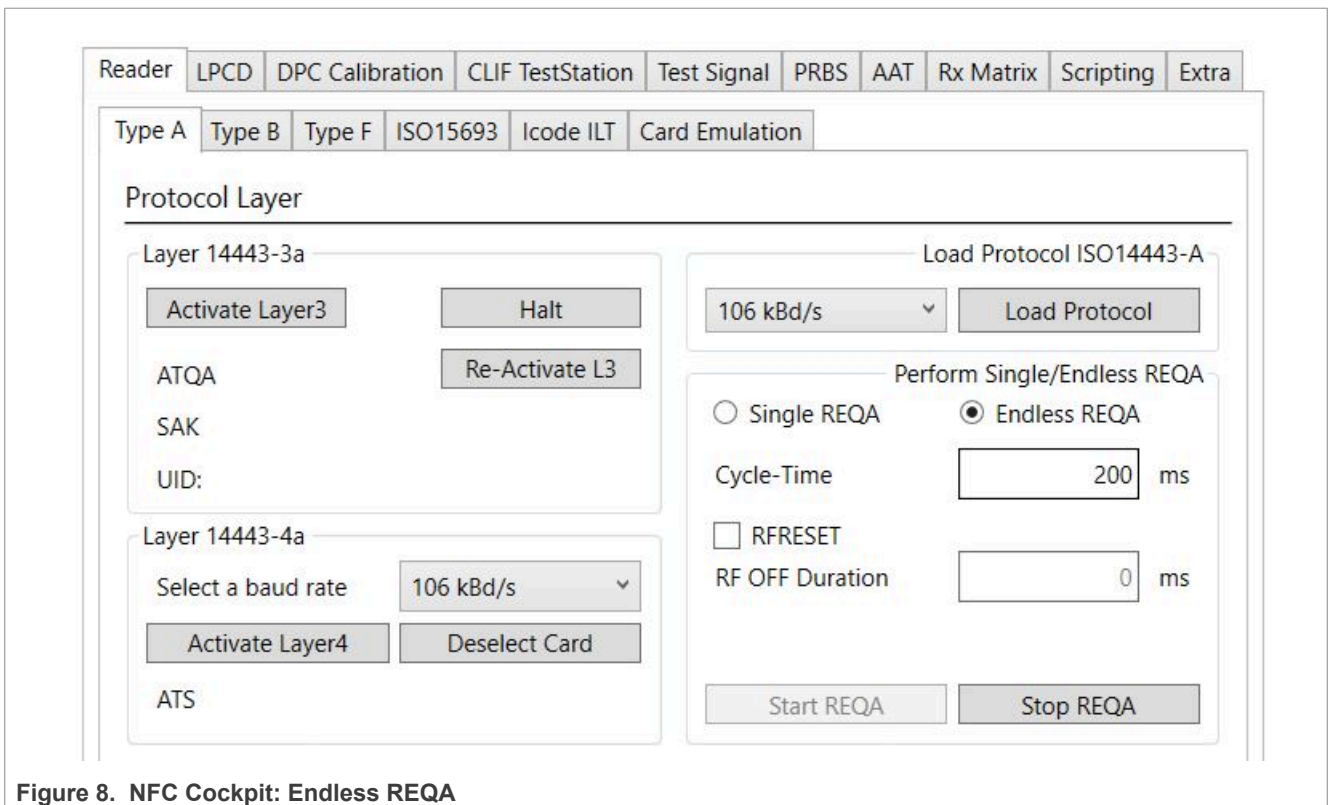 Reader LPCD DPC Calibration CLIF TestStation Test Signal PRBS AAT Rx Matrix Scripting Extra
Type A Type B Type F ISO15693 Icode ILT Card Emulation
Protocol Layer
Layer 14443-3a
Activate Layer3 Halt
ATQA Re-Activate L3
SAK
UID:
Layer 14443-4a
Select a baud rate 106 kBd/s
Activate Layer4 Deselect Card
ATS
Load Protocol ISO14443-A
106 kBd/s Load Protocol
Perform Single/Endless REQA
Single REQA Endless REQA
Cycle-Time 200 ms
RFRESET
RF OFF Duration 0 ms
Start REQA Stop REQA
Figure 8. NFC Cockpit: Endless REQA